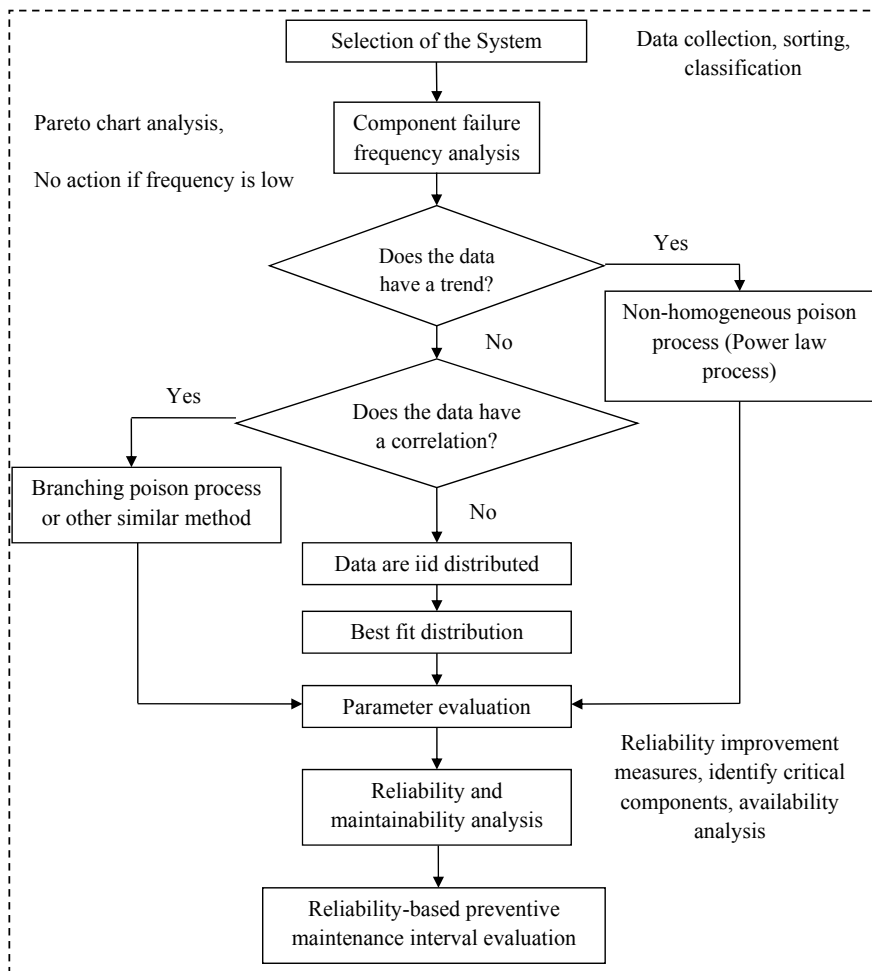 Selection of the System
Data collection, sorting,
classification
Pareto chart analysis,
No action if frequency is low
Component failure
frequency analysis
Does the data
have a trend?
Yes
Non-homogeneous poison
process (Power law
process)
No
Does the data have
a correlation?
Yes
Branching poison process
or other similar method
No
Data are iid distributed
Best fit distribution
Parameter evaluation
Reliability improvement
measures, identify critical
components, availability
analysis
Reliability and
maintainability analysis
Reliability-based preventive
maintenance interval evaluation